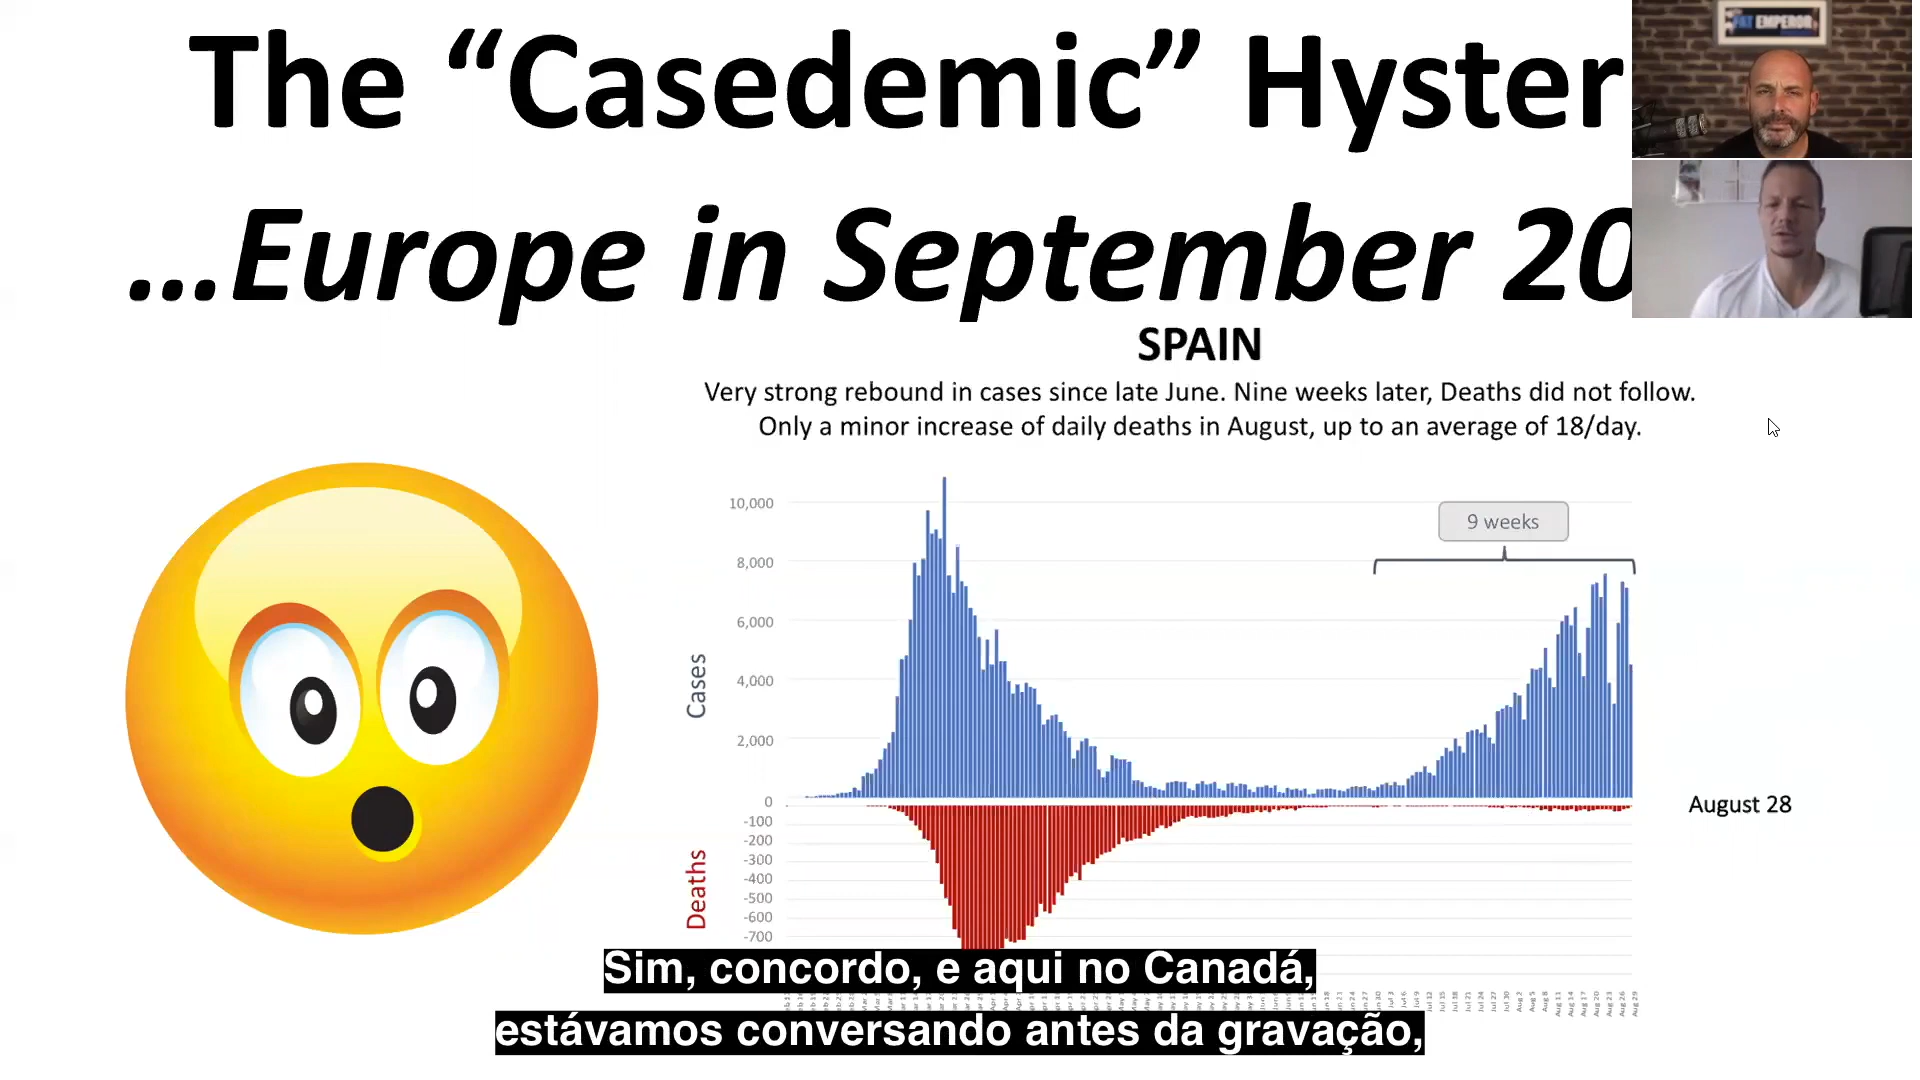 The “Casedemic” Hyster
...Europe in September 20
FAT EMPEROR
SPAIN
Very strong rebound in cases since late June. Nine weeks later, Deaths did not follow.
Only a minor increase of daily deaths in August, up to an average of 18/day.
9 weeks
Cases
10,000
8,000
6,000
4,000
2,000
0
Deaths
-100
-200
-300
-400
-500
-600
-700
August 28
Sim, concordo, e aqui no Canadá,
estávamos conversando antes da gravação,